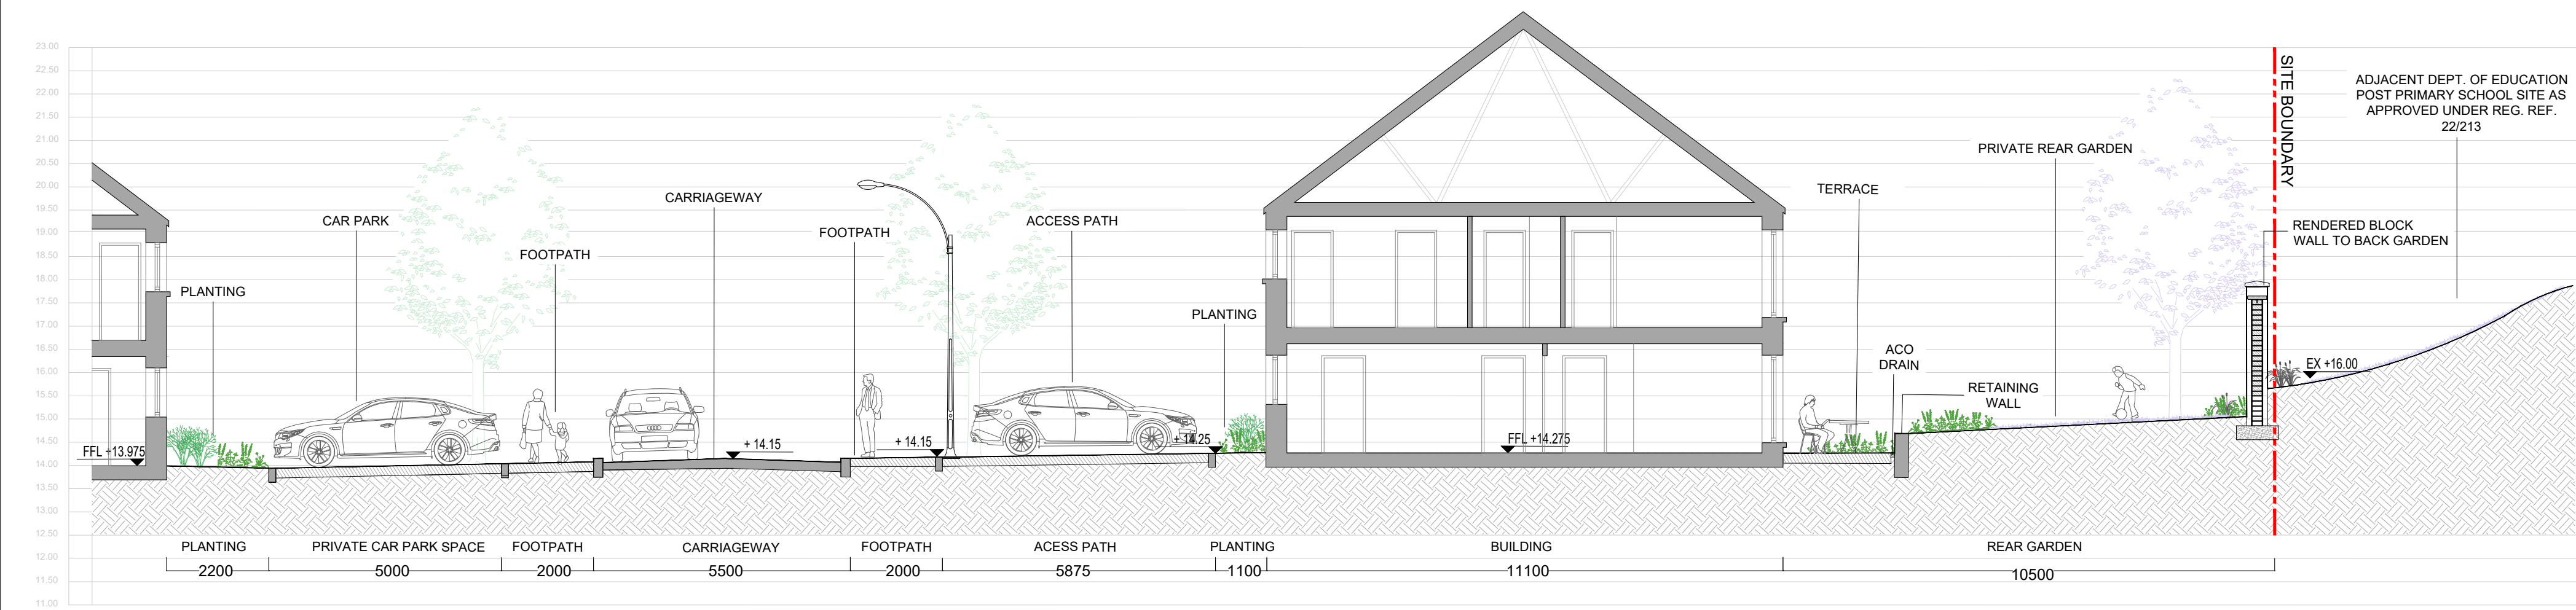 23.00
22.50
22.00
21.50
21.00
20.50
20.00
19.50
19.00
18.50
18.00
17.50
17.00
16.50
16.00
15.50
15.00
14.50
14.00
13.50
13.00
12.50
12.00
11.50
11.00
FFL +13.975
PLANTING
CAR PARK
FOOTPATH
CARRIAGEWAY
+ 14.15
FOOTPATH
+ 14.15
ACCESS PATH
+ 14.25
PLANTING
FFL +14.275
TERRACE
ACO
DRAIN
RETAINING
WALL
PRIVATE REAR GARDEN
SITE BOUNDARY
RENDERED BLOCK
WALL TO BACK GARDEN
ADJACENT DEPT. OF EDUCATION
POST PRIMARY SCHOOL SITE AS
APPROVED UNDER REG. REF.
22/213
EX +16.00
PLANTING
2200
PRIVATE CAR PARK SPACE
5000
FOOTPATH
2000
CARRIAGEWAY
5500
FOOTPATH
2000
ACESS PATH
5875
PLANTING
1100
BUILDING
11100
REAR GARDEN
10500